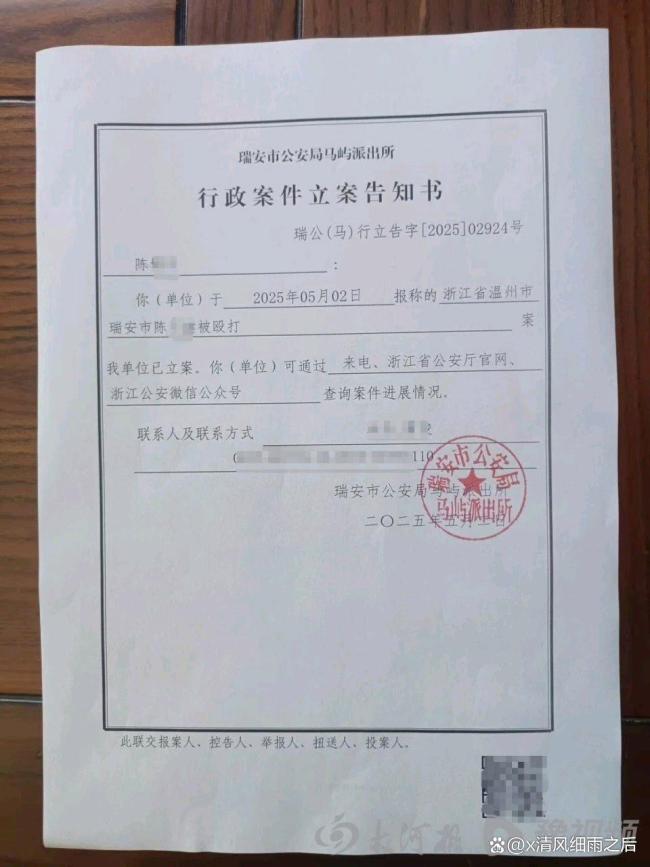 瑞安市公安局马屿派出所
行政案件立案告知书
瑞公(马)行立告字[2025]02924号
陈 :
你（单位）于 2025年05月02日 报称的 浙江省温州市
瑞安市陈 被殴打 案
我单位已立案。你（单位）可通过 来电、浙江省公安厅官网、
浙江公安微信公众号 查询案件进展情况。
联系人及联系方式
110
瑞安市公安局马屿派出所
二〇二五年五月二日
瑞安市公安局
马屿派出所
此联交报案人、控告人、举报人、扭送人、投案人。
大河报 豫视频
@x清风细雨之后